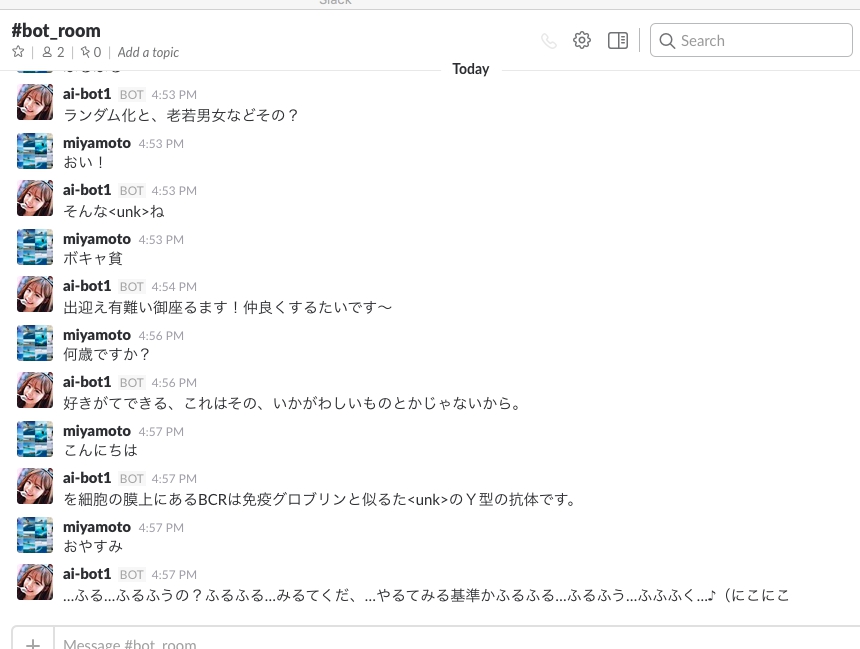 Slack
#bot_room
2 0 Add a topic
Search
Today
ai-bot1 BOT 4:53 PM
ランダム化と、老若男女などその？
miyamoto 4:53 PM
おい！
ai-bot1 BOT 4:53 PM
そんな<unk>ね
miyamoto 4:53 PM
ボキャ貧
ai-bot1 BOT 4:54 PM
出迎え有難い御座るます！仲良くするたいです〜
miyamoto 4:56 PM
何歳ですか？
ai-bot1 BOT 4:56 PM
好きがてできる、これはその、いかがわしいものとかじゃないから。
miyamoto 4:57 PM
こんにちは
ai-bot1 BOT 4:57 PM
を細胞の膜上にあるBCRは免疫グロブリンと似るた<unk>のＹ型の抗体です。
miyamoto 4:57 PM
おやすみ
ai-bot1 BOT 4:57 PM
…ふる…ふるふうの？ふるふる…みるてくだ、…やるてみる基準かふるふる…ふるふう…ふふふく…♪（にこにこ
Message #bot_room